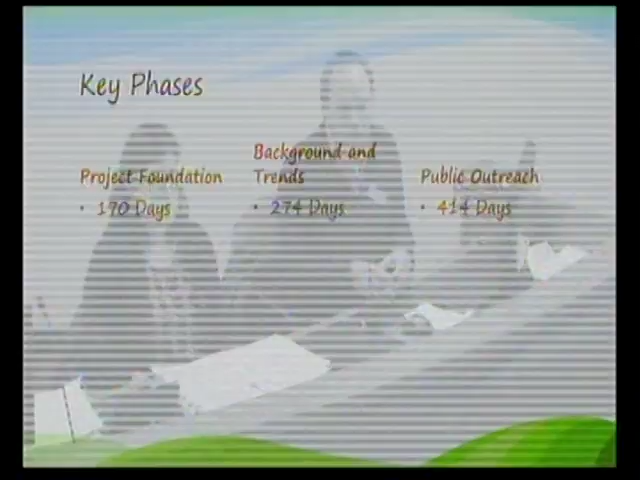 Key Phases
Project Foundation
• 170 Days
Background and
Trends
• 274 Days
Public Outreach
• 414 Days